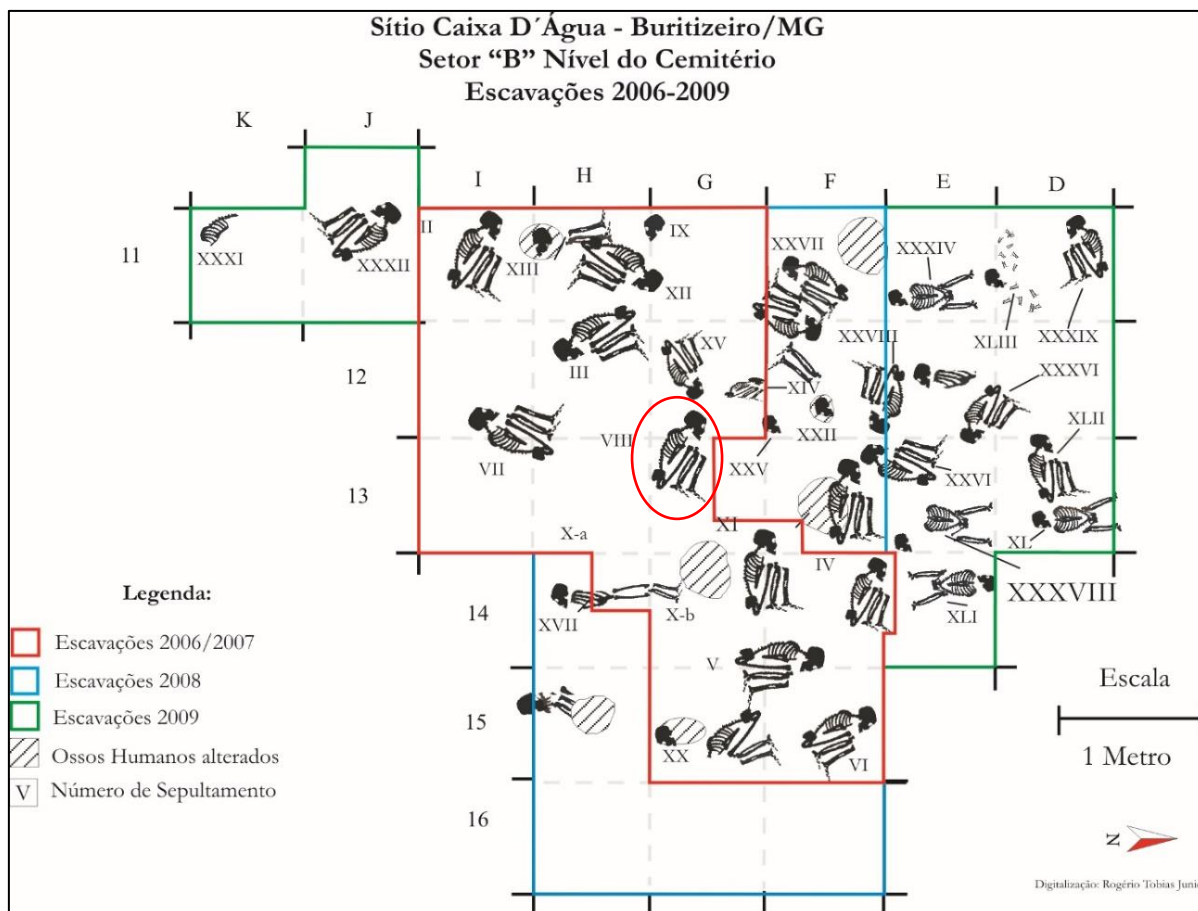 Sítio Caixa D´Água - Buritizeiro/MG
Setor “B” Nível do Cemitério
Escavações 2006-2009
K J
I H G F E D
11
XXXI
XXXII
II
XIII
IX
XII
XXVII
XXXIV
XLIII
XXXIX
12
III
XV
XIV
XXVIII
XXII
XXXVI
XLII
VIII
VII
XXV
XXVI
13
XI
XL
X-a
IV
XXXVIII
14
XVII
X-b
XLI
V
15
XX
VI
16
Legenda:
Escavações 2006/2007
Escavações 2008
Escavações 2009
Ossos Humanos alterados
V Número de Sepultamento
Escala
1 Metro
N
Digitalização: Rogério Tobias Juni